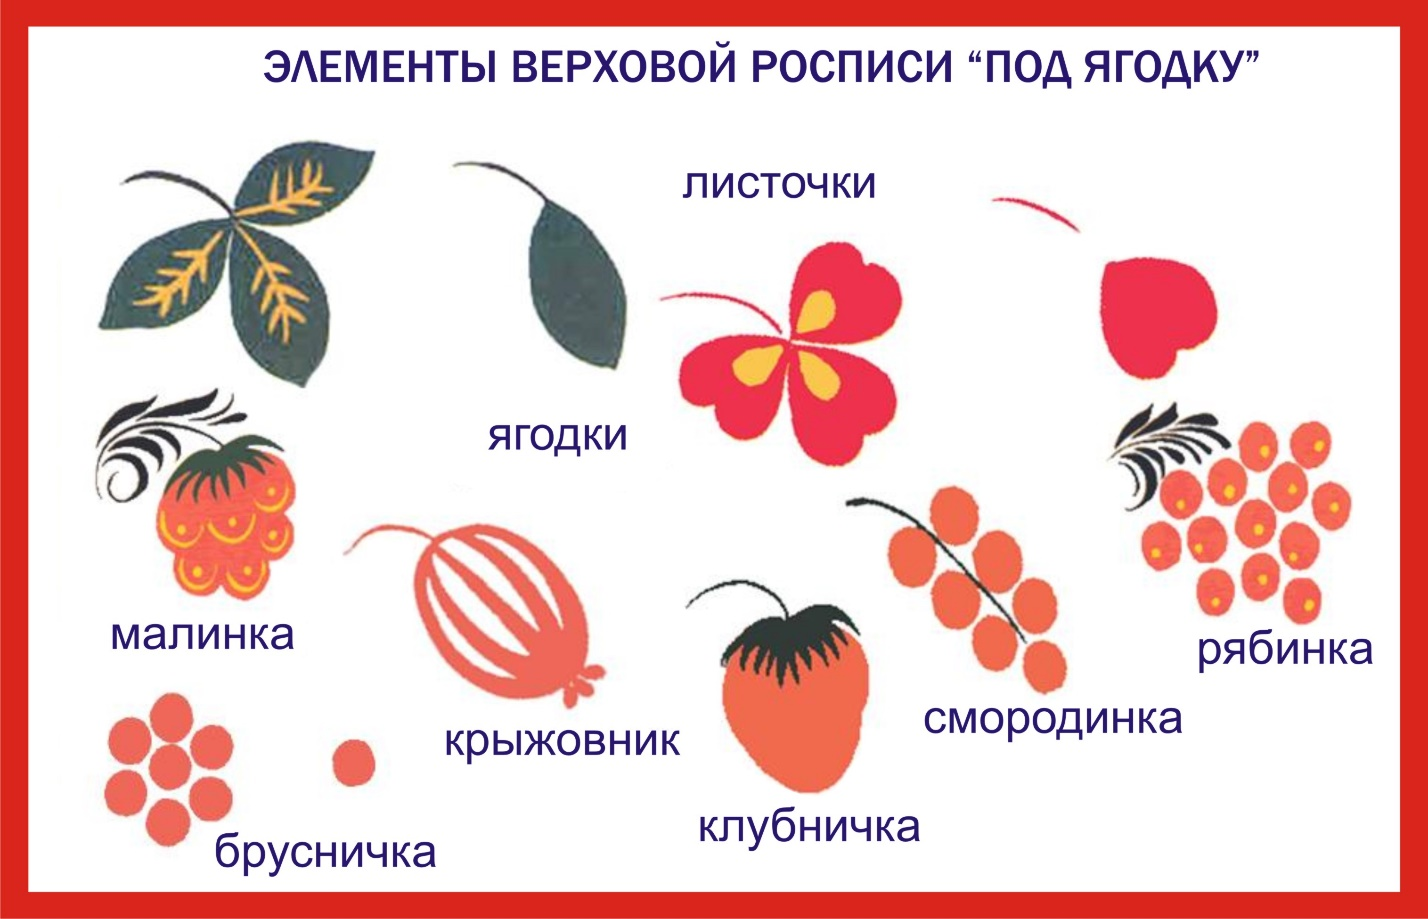 ЭЛЕМЕНТЫ ВЕРХОВОЙ РОСПИСИ “ПОД ЯГОДКУ”
листочки
ягодки
малинка
рябинка
крыжовник
смородинка
клубничка
брусничка